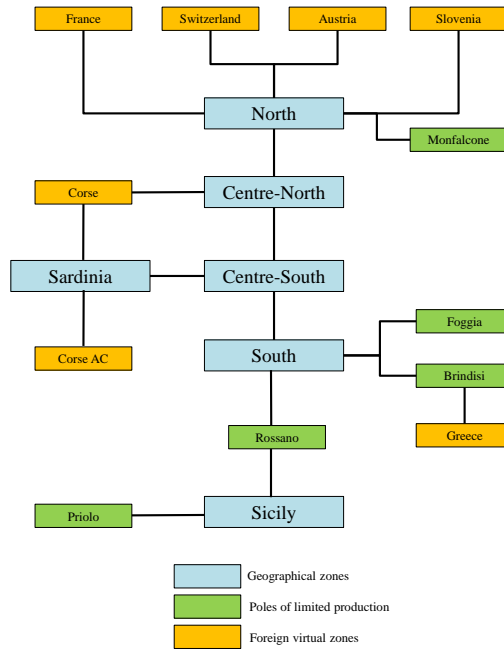 France
Switzerland
Austria
Slovenia
North
Monfalcone
Corse
Centre-North
Sardinia
Centre-South
Foggia
Corse AC
South
Brindisi
Rossano
Greece
Priolo
Sicily
Geographical zones
Poles of limited production
Foreign virtual zones